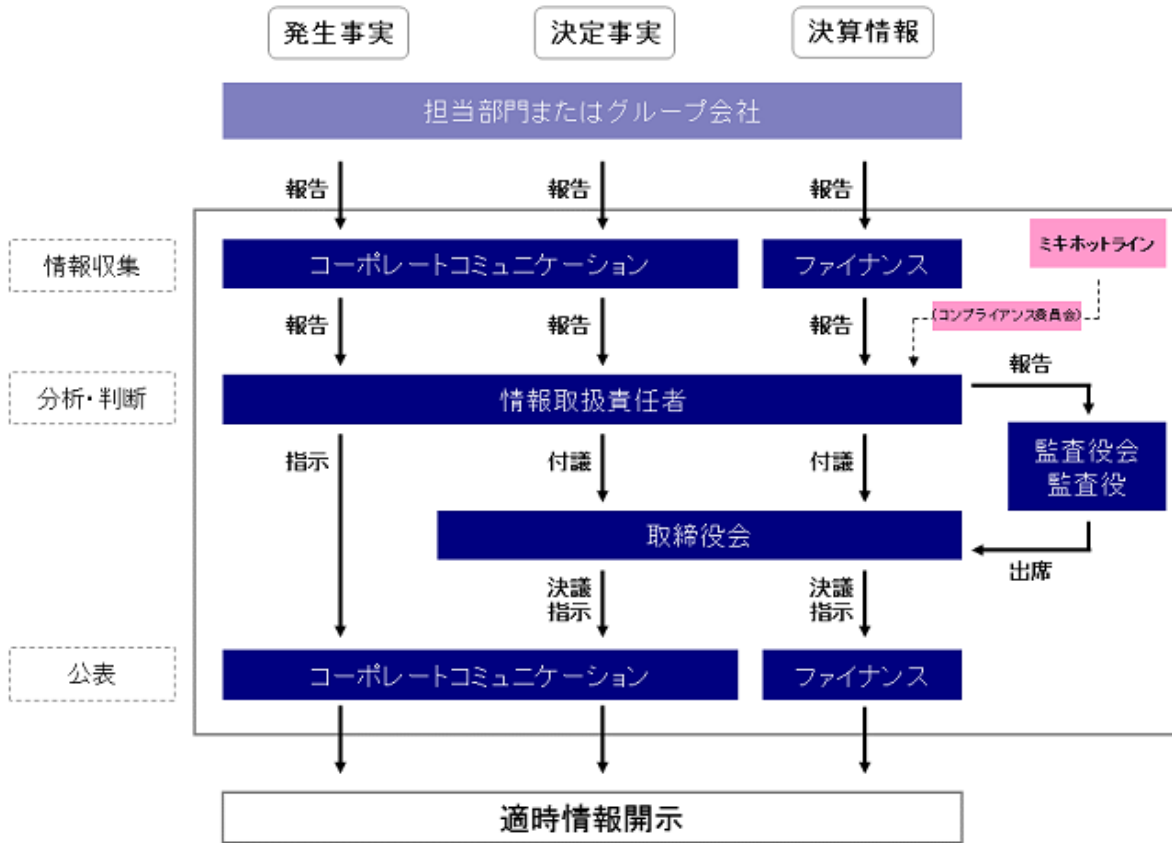 発生事実
決定事実
決算情報
担当部門またはグループ会社
報告
報告
報告
情報収集
コーポレートコミュニケーション
ファイナンス
ミキホットライン
報告
報告
報告
(コンプライアンス委員会)
分析・判断
情報取扱責任者
報告
指示
付議
付議
監査役会
監査役
取締役会
出席
決議
指示
決議
指示
公表
コーポレートコミュニケーション
ファイナンス
適時情報開示